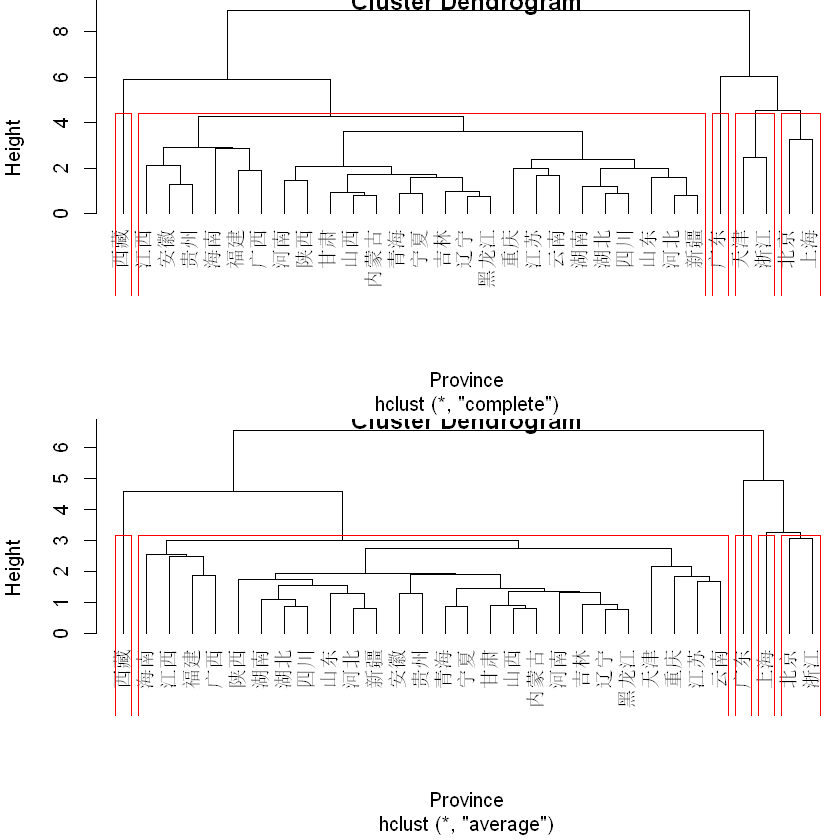 Cluster Dendrogram
8
6
4
2
0
Height
西藏
江西
安徽
贵州
海南
福建
广西
河南
陕西
甘肃
山西
内蒙古
青海
宁夏
吉林
辽宁
黑龙江
重庆
江苏
云南
湖南
湖北
四川
山东
河北
新疆
广东
天津
浙江
北京
上海
Province
hclust (*, "complete")
Cluster Dendrogram
6
5
4
3
2
1
0
Height
西藏
海南
江西
福建
广西
陕西
湖南
湖北
四川
山东
河北
新疆
安徽
贵州
青海
宁夏
甘肃
山西
内蒙古
河南
吉林
辽宁
黑龙江
天津
重庆
江苏
云南
广东
上海
北京
浙江
Province
hclust (*, "average")